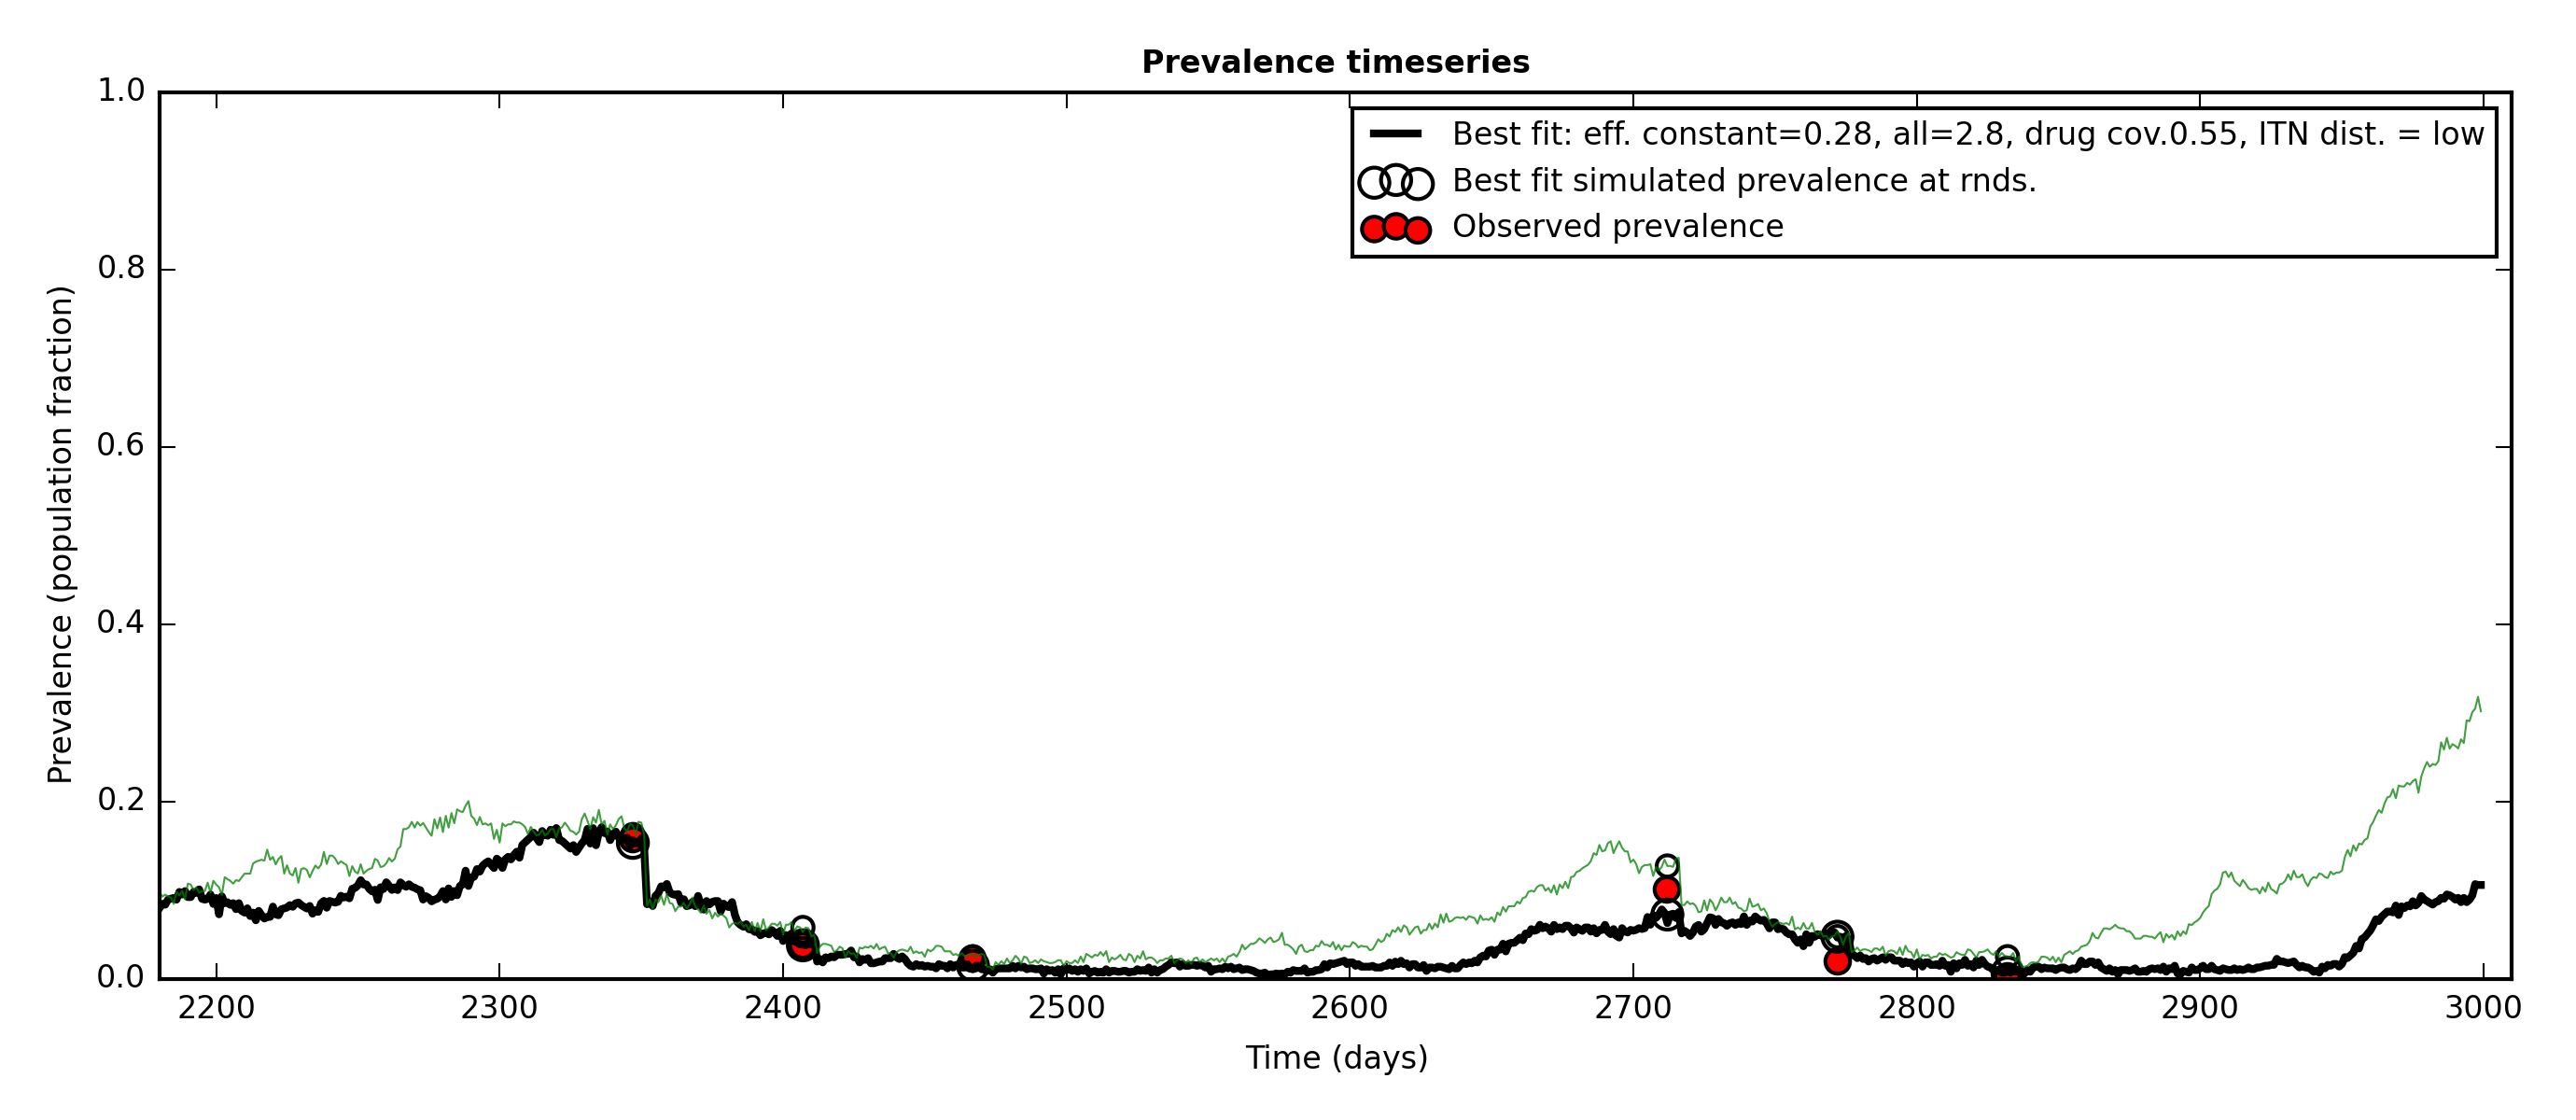 Prevalence timeseries
1.0
0.8
0.6
0.4
0.2
0.0
Prevalence (population fraction)
Best fit: eff. constant=0.28, all=2.8, drug cov.0.55, ITN dist. = low
Best fit simulated prevalence at rnds.
Observed prevalence
2200 2300 2400 2500 2600 2700 2800 2900 3000
Time (days)